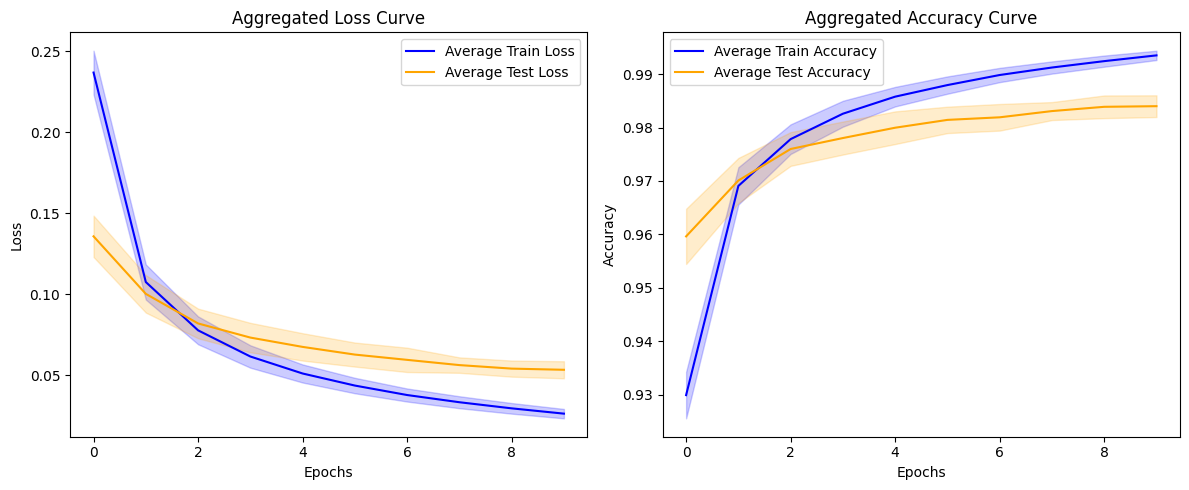 Aggregated Loss Curve
Average Train Loss
Average Test Loss
0.25
0.20
0.15
0.10
0.05
Loss
0 2 4 6 8
Epochs
Aggregated Accuracy Curve
Average Train Accuracy
Average Test Accuracy
0.99
0.98
0.97
0.96
0.95
0.94
0.93
Accuracy
0 2 4 6 8
Epochs